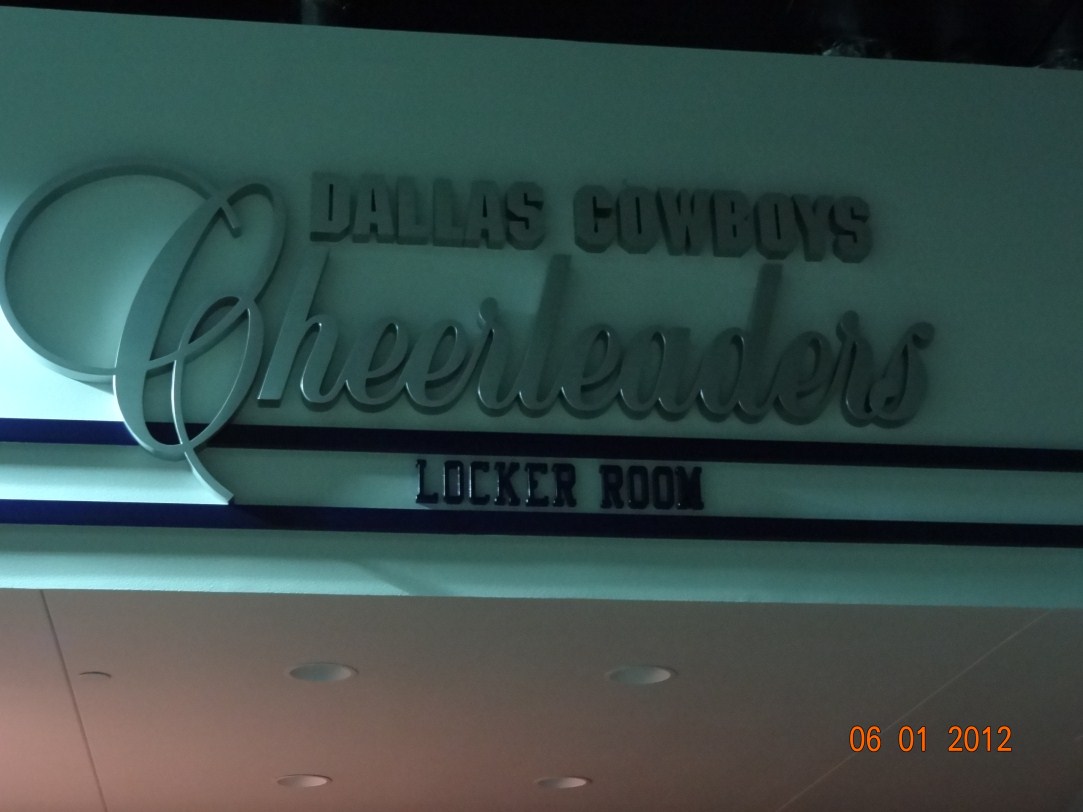 DALLAS COWBOYS
Cheerleaders
LOCKER ROOM
06 01 2012